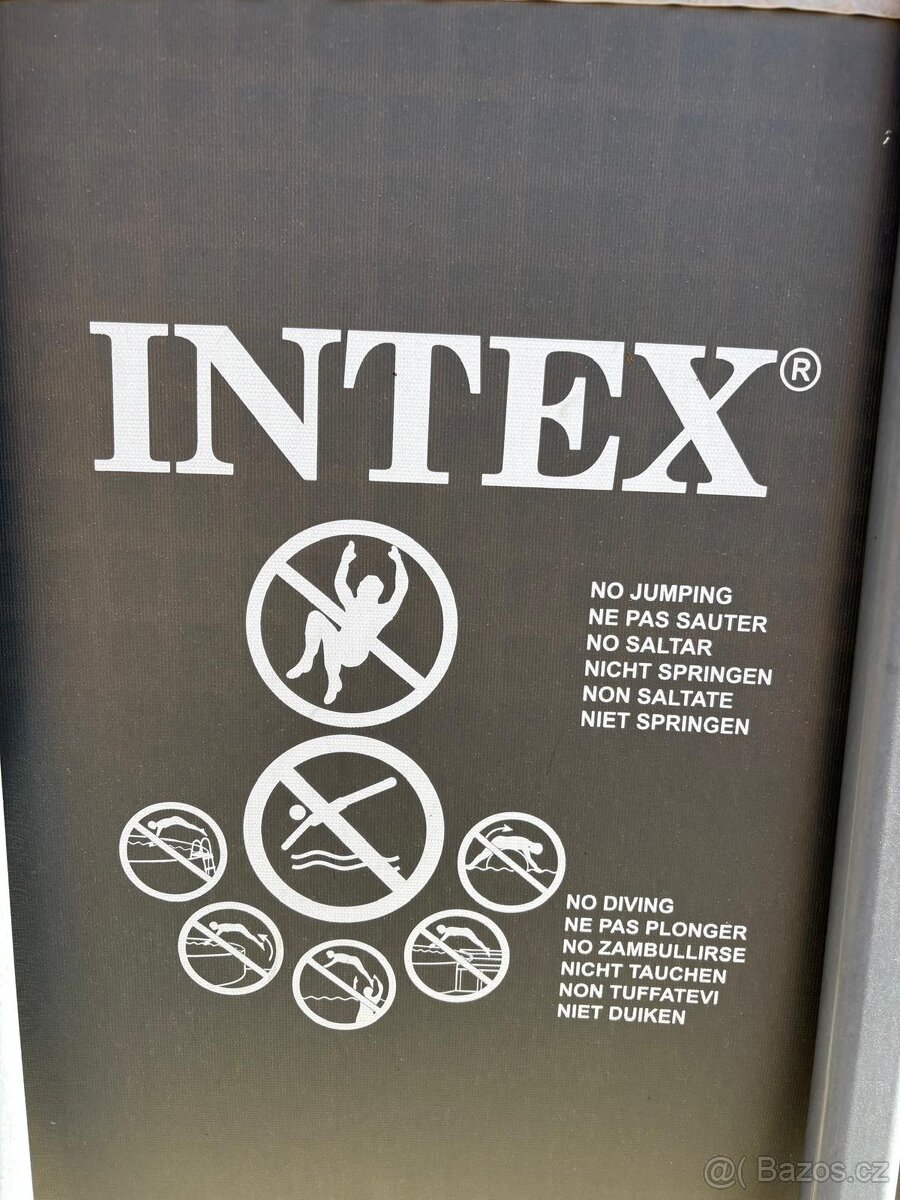 INTEX®
NO JUMPING
NE PAS SAUTER
NO SALTAR
NICHT SPRINGEN
NON SALTATE
NIET SPRINGEN
NO DIVING
NE PAS PLONGER
NO ZAMBULLIRSE
NICHT TAUCHEN
NON TUFFATEVI
NIET DUIKEN
@( Bazos.cz